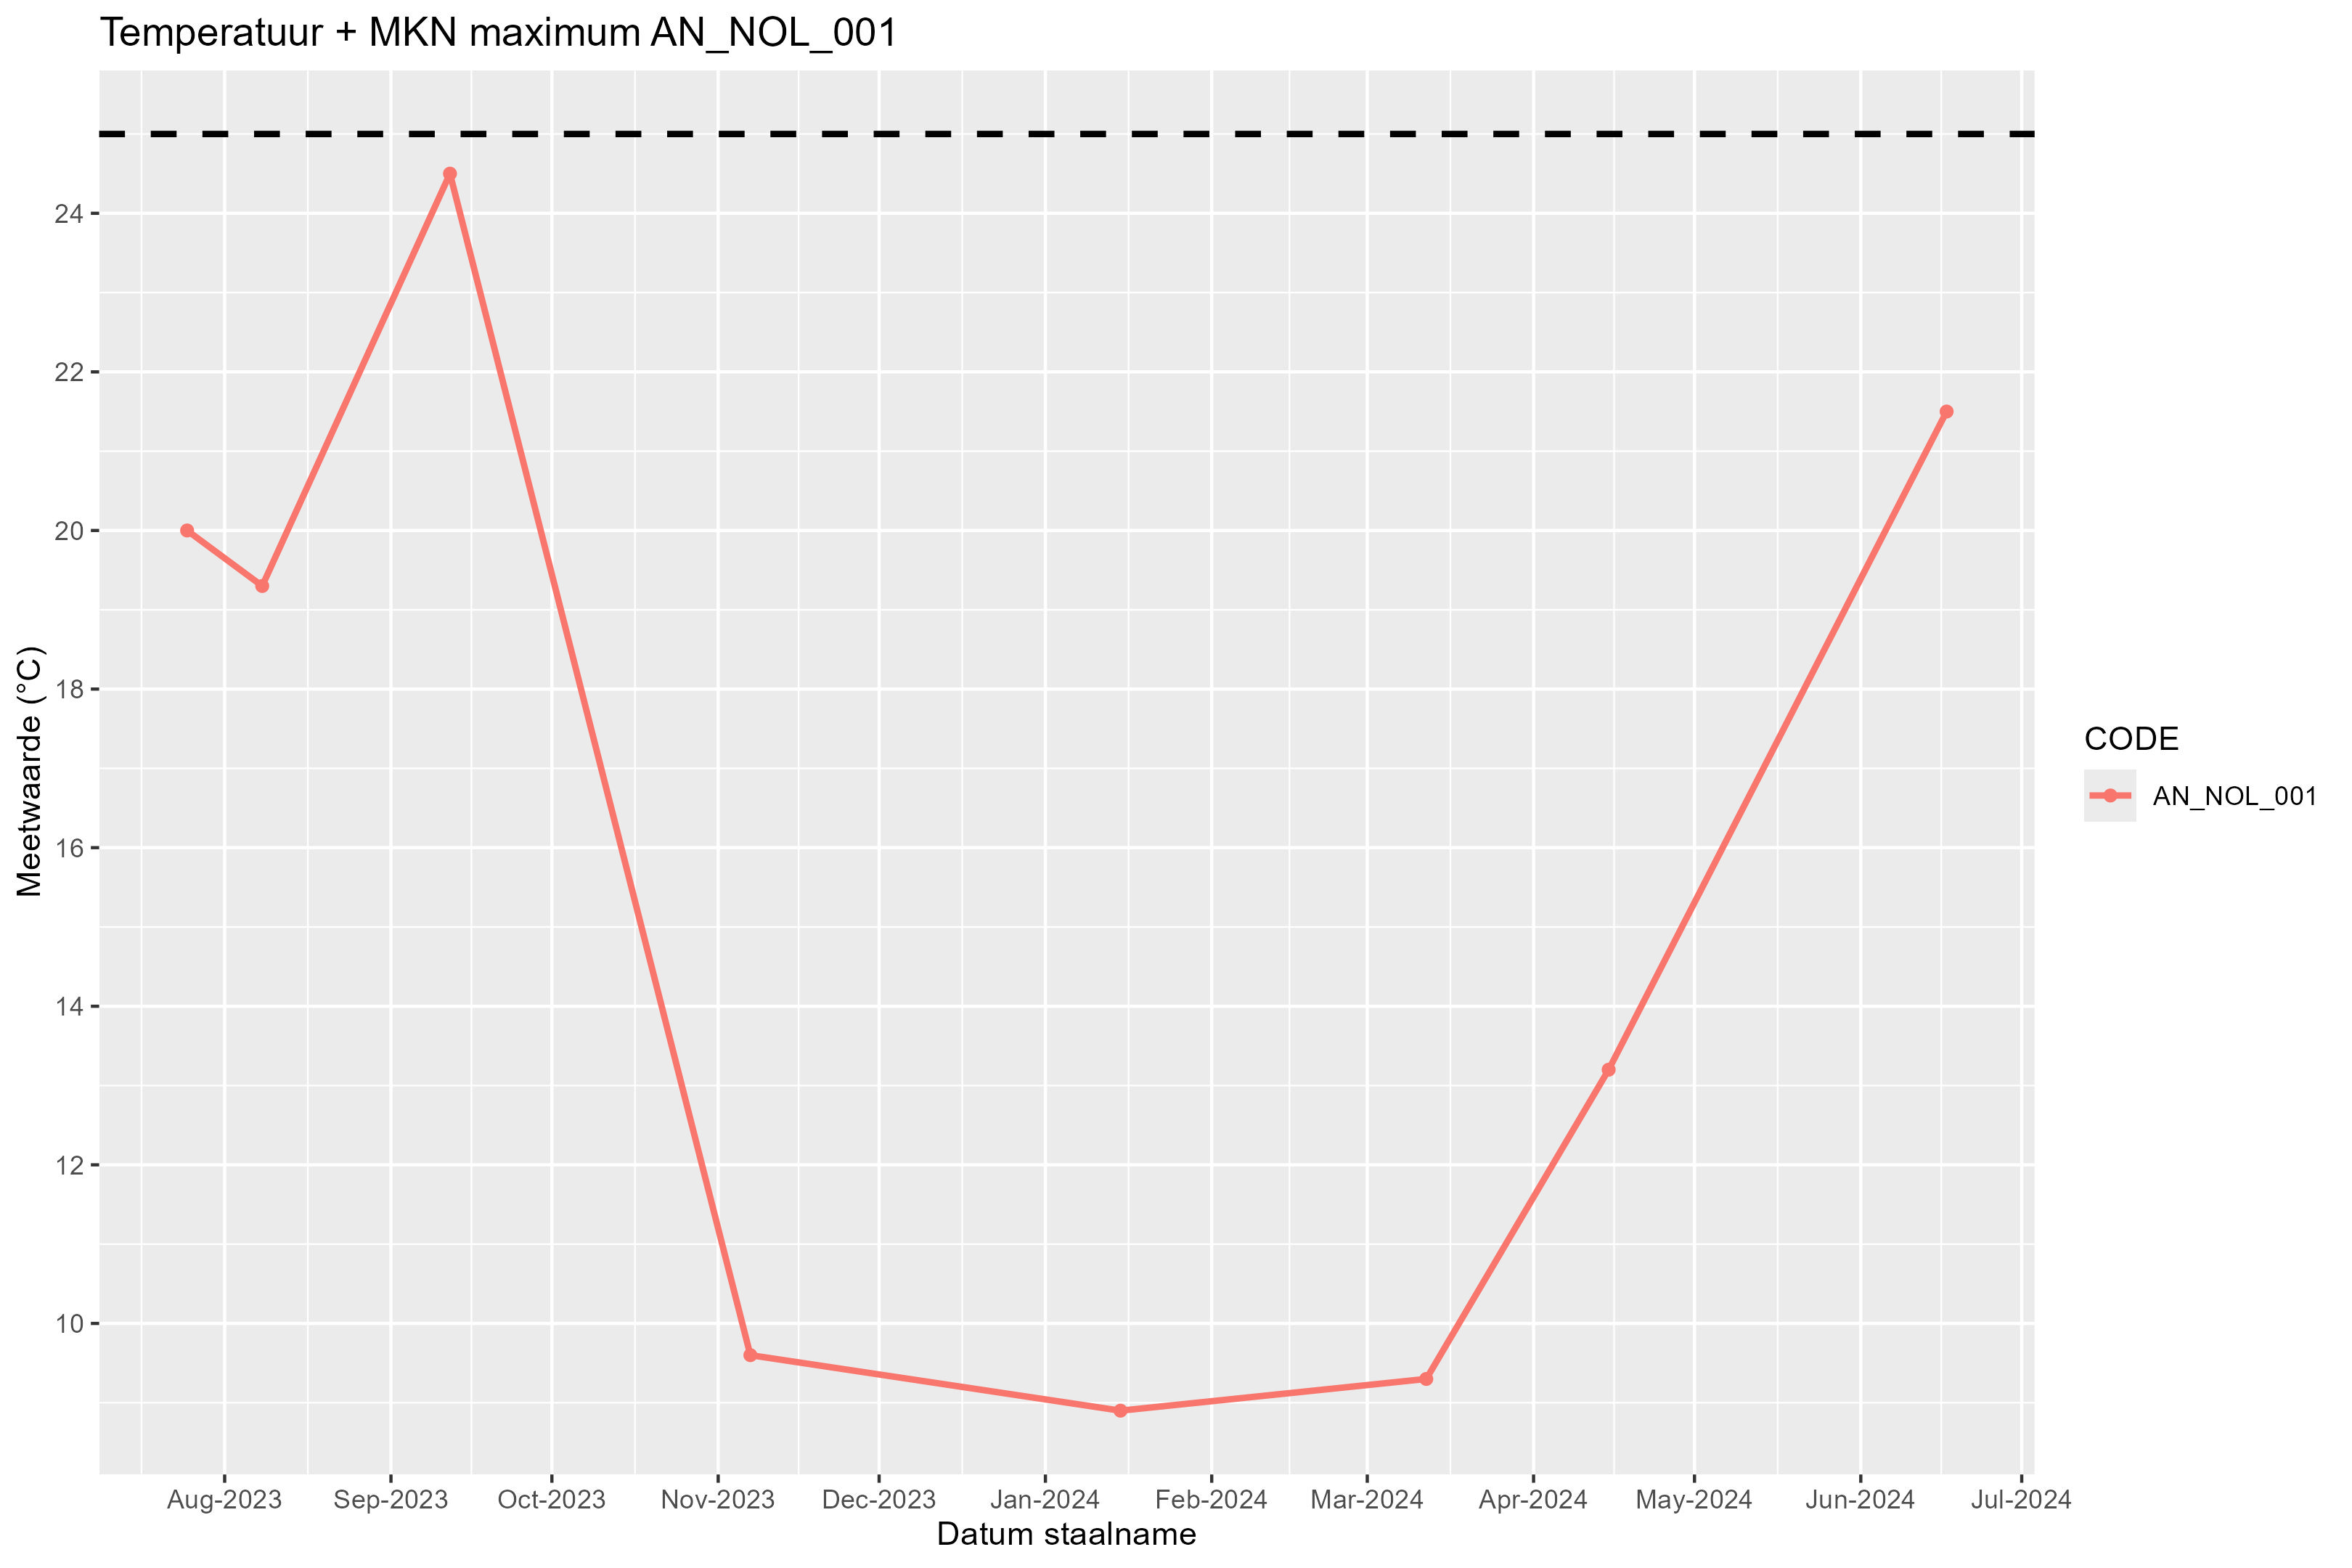 Temperatuur + MKN maximum AN_NOL_001
Meetwaarde (°C)
24
22
20
18
16
14
12
10
Aug-2023 Sep-2023 Oct-2023 Nov-2023 Dec-2023 Jan-2024 Feb-2024 Mar-2024 Apr-2024 May-2024 Jun-2024 Jul-2024
Datum staalname
CODE
AN_NOL_001